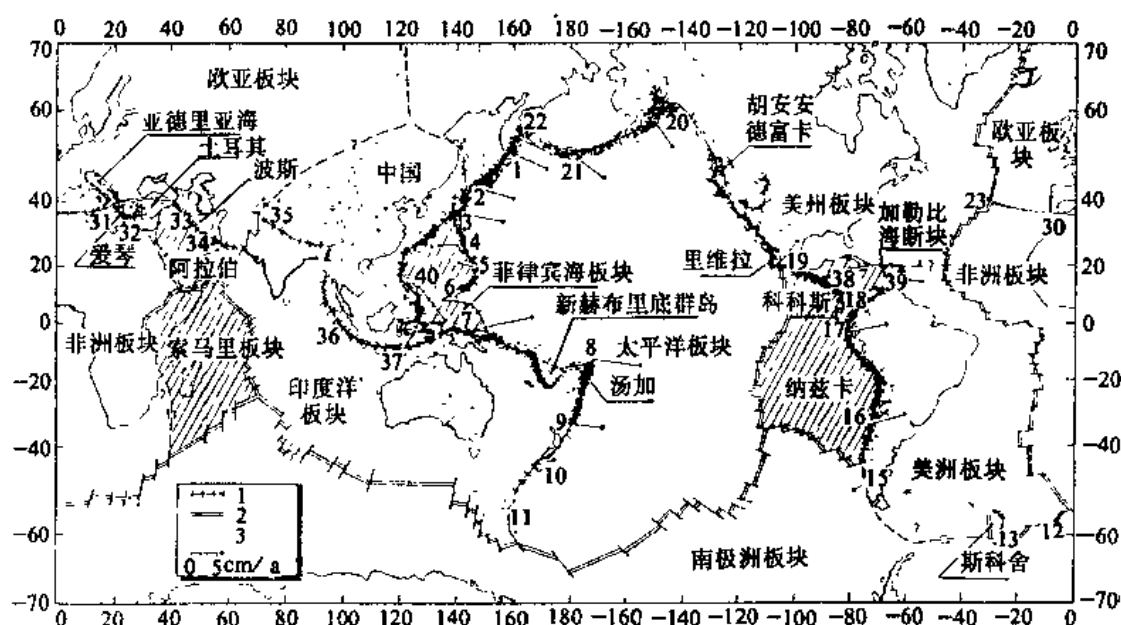 0 20 40 60 80 100 120 140 160 180 -160 -140 -120 -100 -80 -60 -40 -20 0
70 70
欧亚板块
60 22 20 胡安安 60
德富卡 欧亚板
块
亚德里亚海
土耳其
波斯 中国 1 21
40 2 美洲板块 23 40
31 32 33 34 35 3 加勒比
海断块 30
爱琴 4
20 阿拉伯 40 5 菲律宾海板块 里维拉 19 38 39 非洲板块 20
6 新赫布里底群岛 科科斯 18
0 7 17 0
非洲板块 索马里板块 36 8 太平洋板块
37
-20 印度洋
板块 汤加 纳兹卡 -20
9 16
-40 10 15 美洲板块 -40
1
2 11
-60 3 13 12 -60
0 5cm/a 南极洲板块 斯科舍
-70 -70
0 20 40 60 80 100 120 140 160 180 -160 -140 -120 -100 -80 -60 -40 -20 0